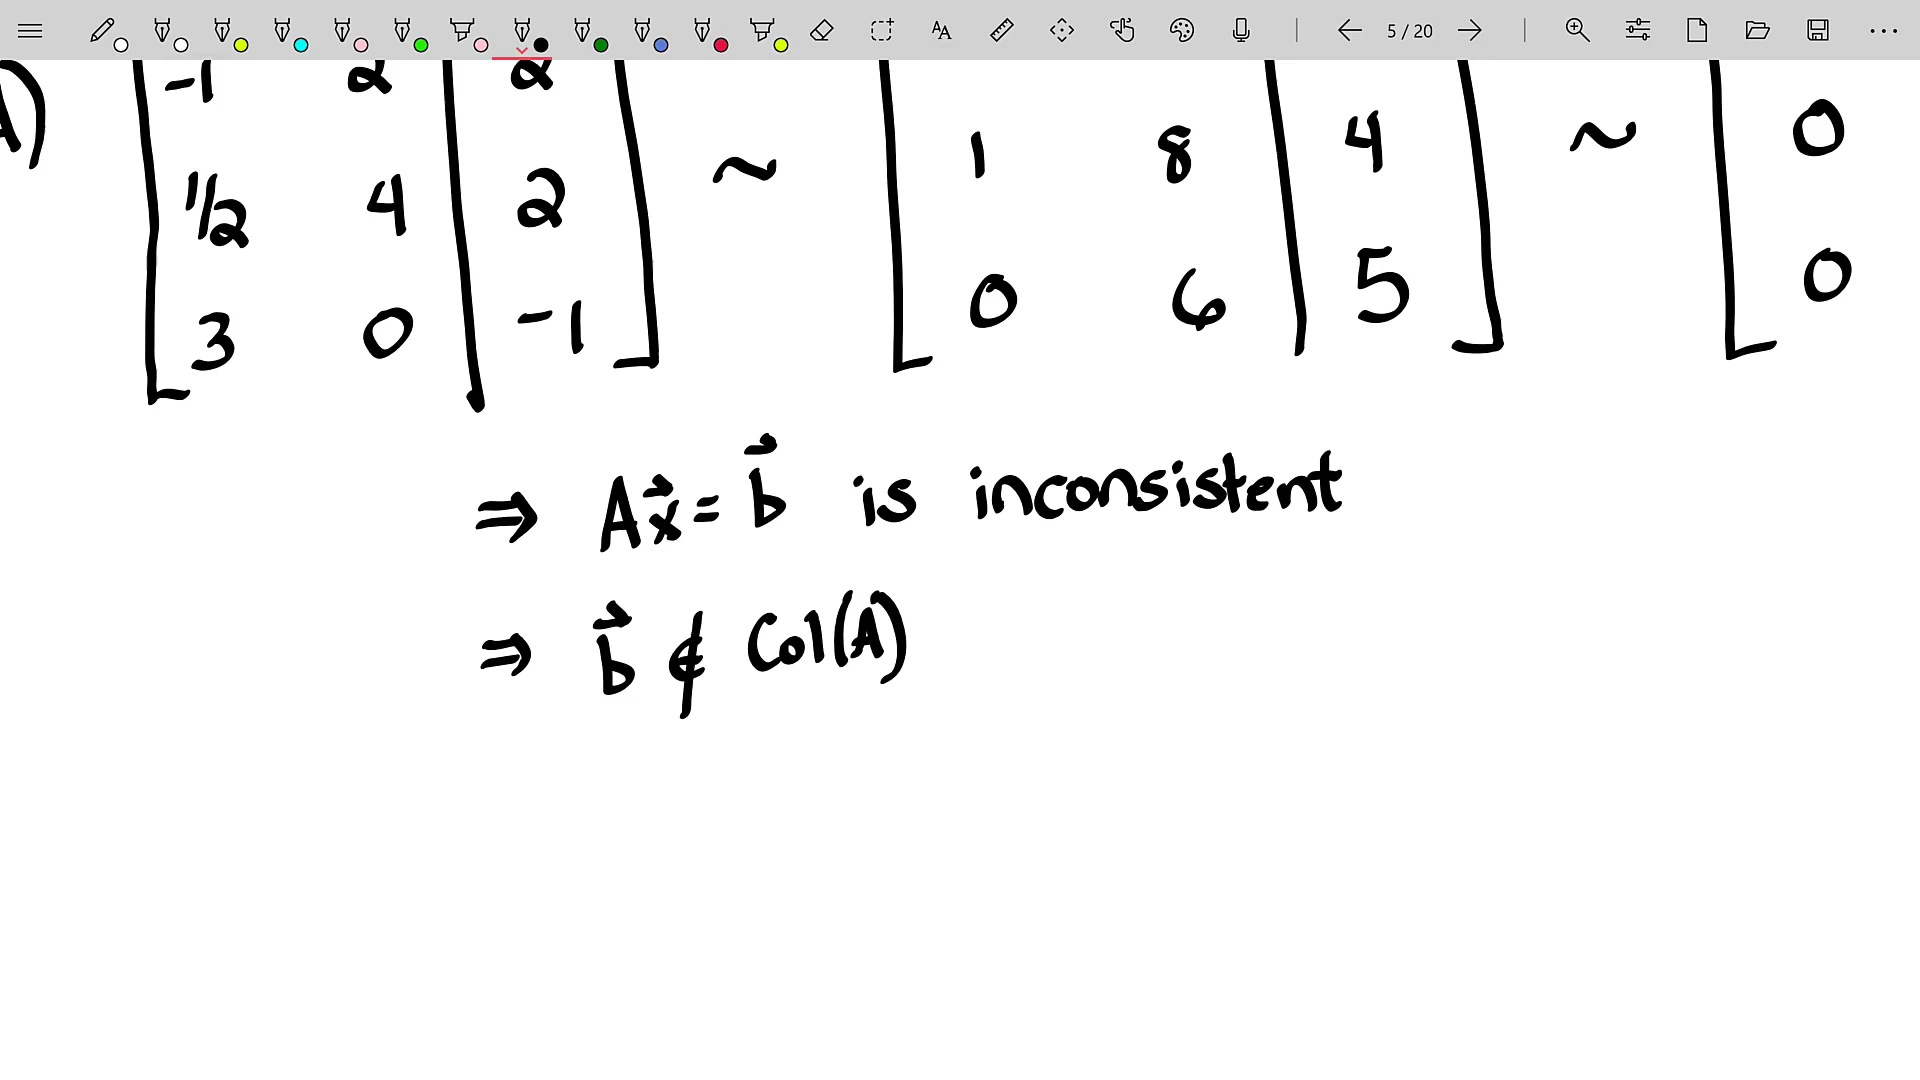 5 / 20
A) [ -1 2 | 2 ] ~ [ ] ~ [ 0
1/2 4 | 2 1 8 | 4
3 0 | -1 0 6 | 5 0
⇒ Ax⃗ = b⃗ is inconsistent
⇒ b⃗ ∉ Col(A)